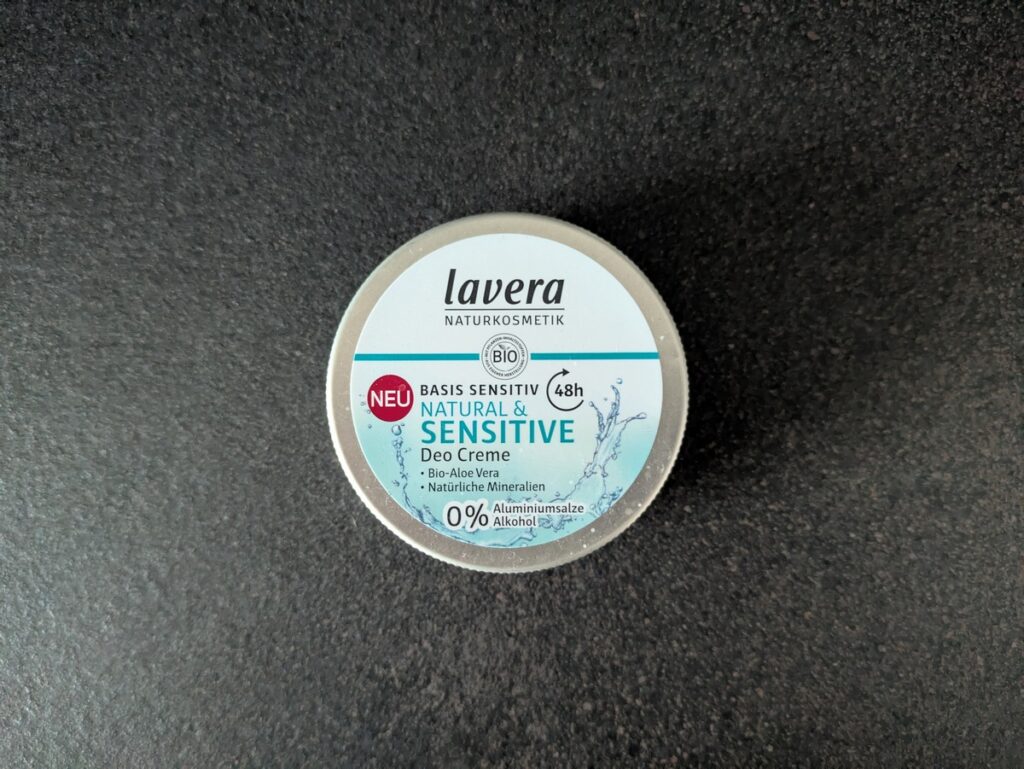 lavera
NATURKOSMETIK
BIO
NEU
BASIS SENSITIV
48h
NATURAL &
SENSITIVE
Deo Creme
• Bio-Aloe Vera
• Natürliche Mineralien
0% Aluminiumsalze
Alkohol